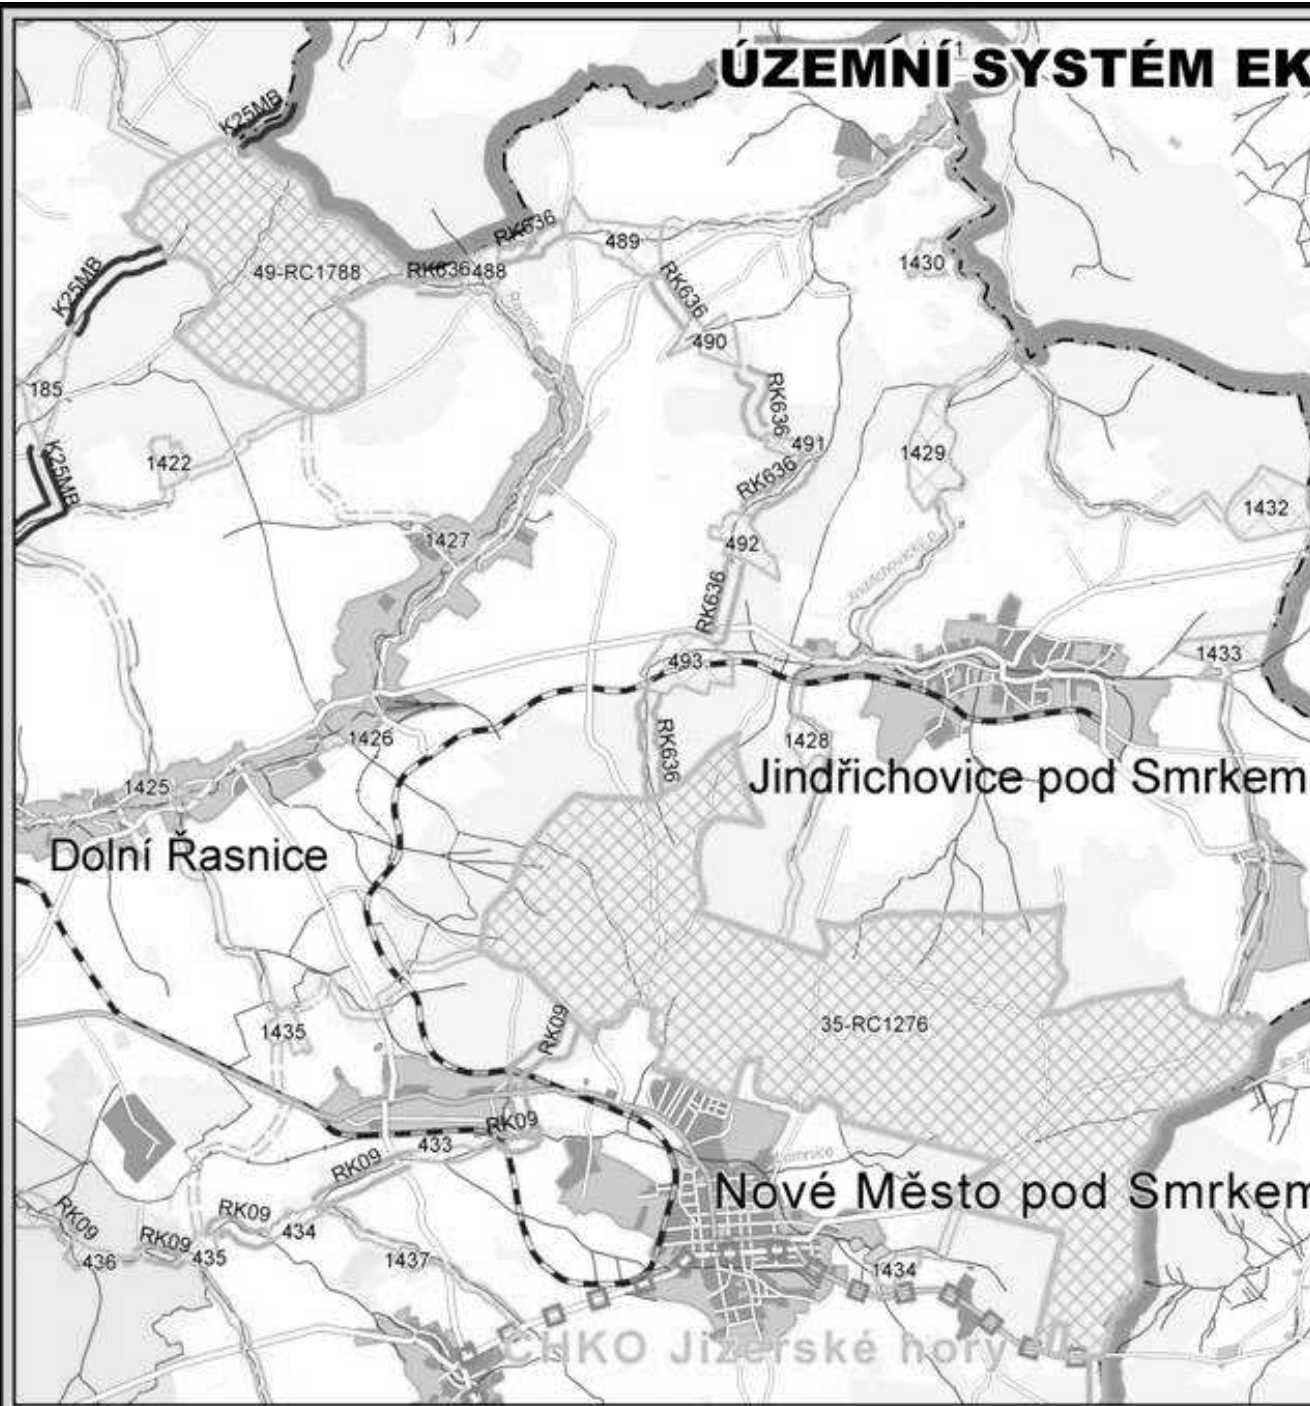 ÚZEMNÍ SYSTÉM EK
K25MB
RK636
489
49-RC1788
RK636 488
1430
K25MB
RK636
490
185
RK636
491
1422
K25MB
1429
RK636
1432
1427
492
RK636
493
1433
1426
RK636
1428
1425
Jindřichovice pod Smrkem
Dolní Řasnice
1435
RK09
35-RC1276
RK09
433
RK09
Nové Město pod Smrkem
RK09
RK09
434
RK09
435
436
1437
1434
CHKO Jizerské hory